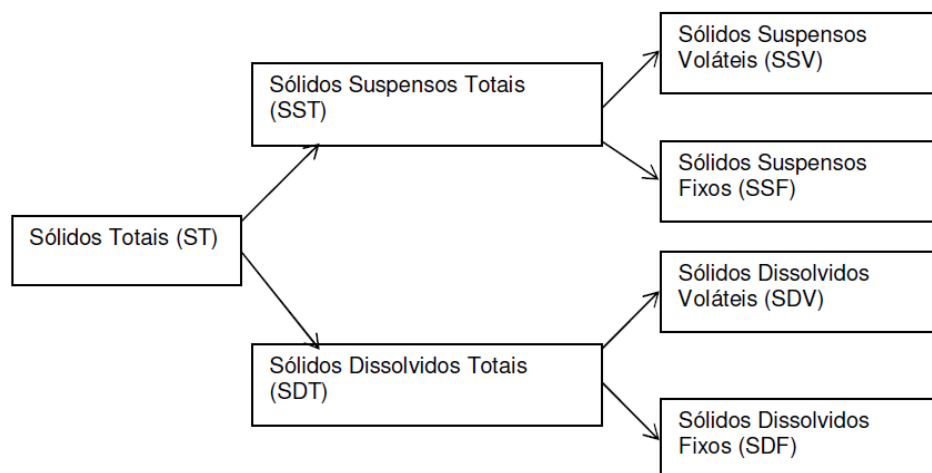 Sólidos Totais (ST)
Sólidos Suspensos Totais
(SST)
Sólidos Suspensos
Voláteis (SSV)
Sólidos Suspensos
Fixos (SSF)
Sólidos Dissolvidos Totais
(SDT)
Sólidos Dissolvidos
Voláteis (SDV)
Sólidos Dissolvidos
Fixos (SDF)